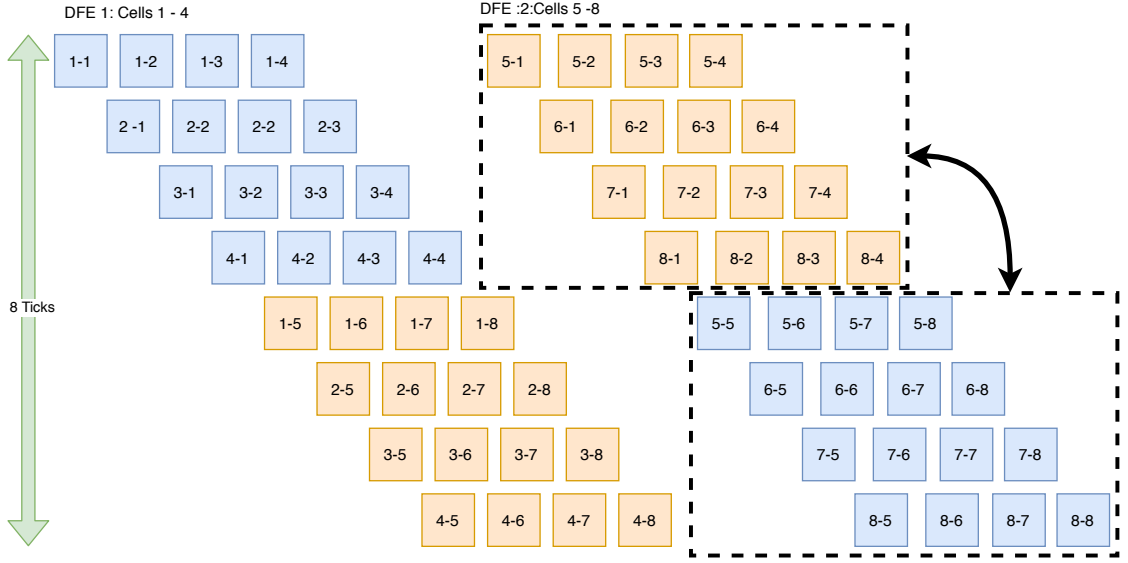 DFE 1: Cells 1 - 4
DFE :2:Cells 5 -8
1-1 1-2 1-3 1-4 5-1 5-2 5-3 5-4
2 -1 2-2 2-2 2-3 6-1 6-2 6-3 6-4
3-1 3-2 3-3 3-4 7-1 7-2 7-3 7-4
4-1 4-2 4-3 4-4 8-1 8-2 8-3 8-4
8 Ticks
1-5 1-6 1-7 1-8 5-5 5-6 5-7 5-8
2-5 2-6 2-7 2-8 6-5 6-6 6-7 6-8
3-5 3-6 3-7 3-8 7-5 7-6 7-7 7-8
4-5 4-6 4-7 4-8 8-5 8-6 8-7 8-8